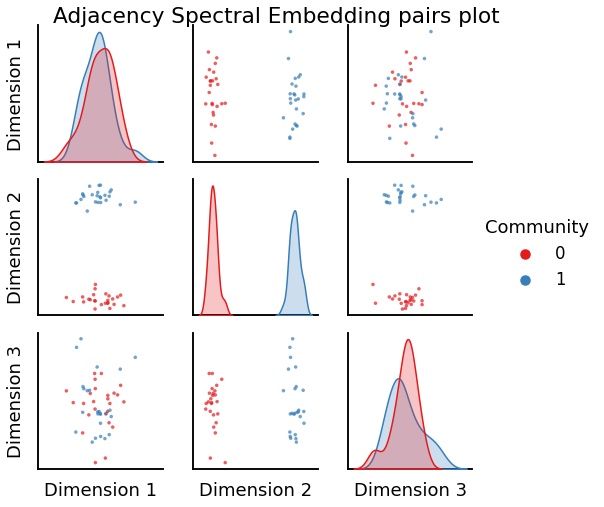 Adjacency Spectral Embedding pairs plot
Dimension 1
Dimension 2
Dimension 3
Community
0
1
Dimension 1
Dimension 2
Dimension 3